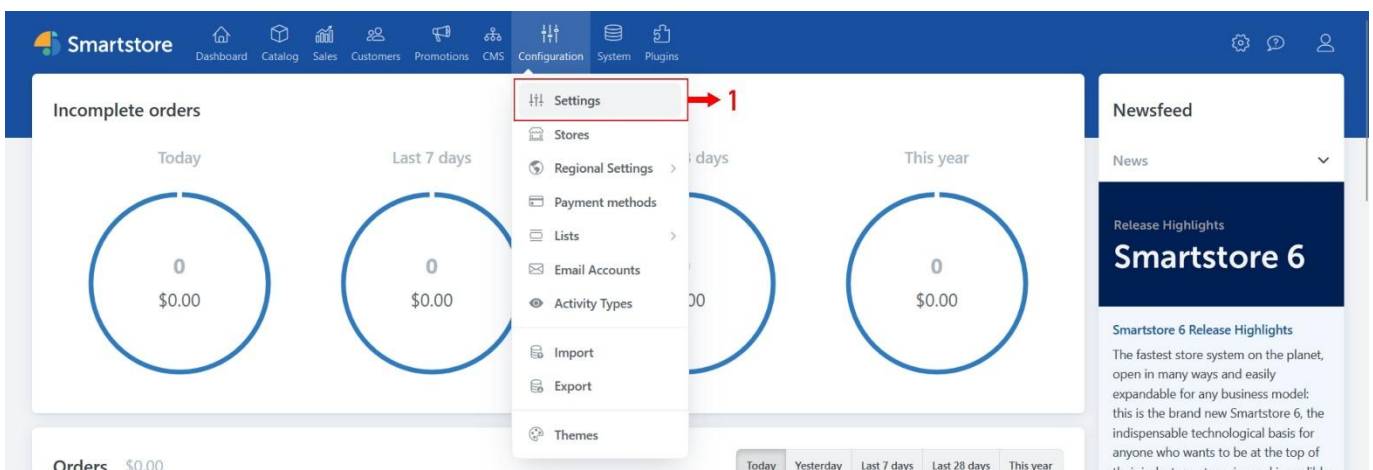 Smartstore
Dashboard
Catalog
Sales
Customers
Promotions
CMS
Configuration
System
Plugins
Incomplete orders
Today
Last 7 days
days
This year
0
$0.00
0
$0.00
00
0
$0.00
Settings
1
Stores
Regional Settings
Payment methods
Lists
Email Accounts
Activity Types
Import
Export
Themes
Orders $0.00
Today
Yesterday
Last 7 days
Last 28 days
This year
Newsfeed
News
Release Highlights
Smartstore 6
Smartstore 6 Release Highlights
The fastest store system on the planet,
open in many ways and easily
expandable for any business model:
this is the brand new Smartstore 6, the
indispensable technological basis for
anyone who wants to be at the top of